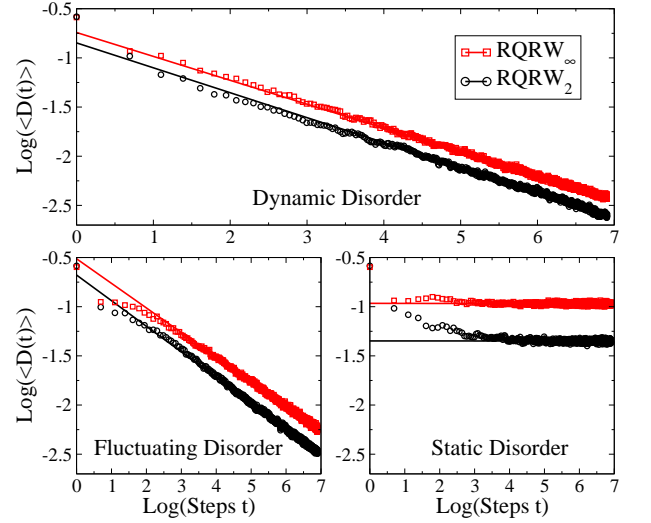 -0.5
-1
-1.5
-2
-2.5
Log(<D(t)>)
RQRW∞
RQRW2
Dynamic Disorder
0 1 2 3 4 5 6 7
-0.5
-1
-1.5
-2
-2.5
Log(<D(t)>)
Fluctuating Disorder
0 1 2 3 4 5 6 7
Log(Steps t)
-0.5
-1
-1.5
-2
-2.5
Static Disorder
0 1 2 3 4 5 6 7
Log(Steps t)